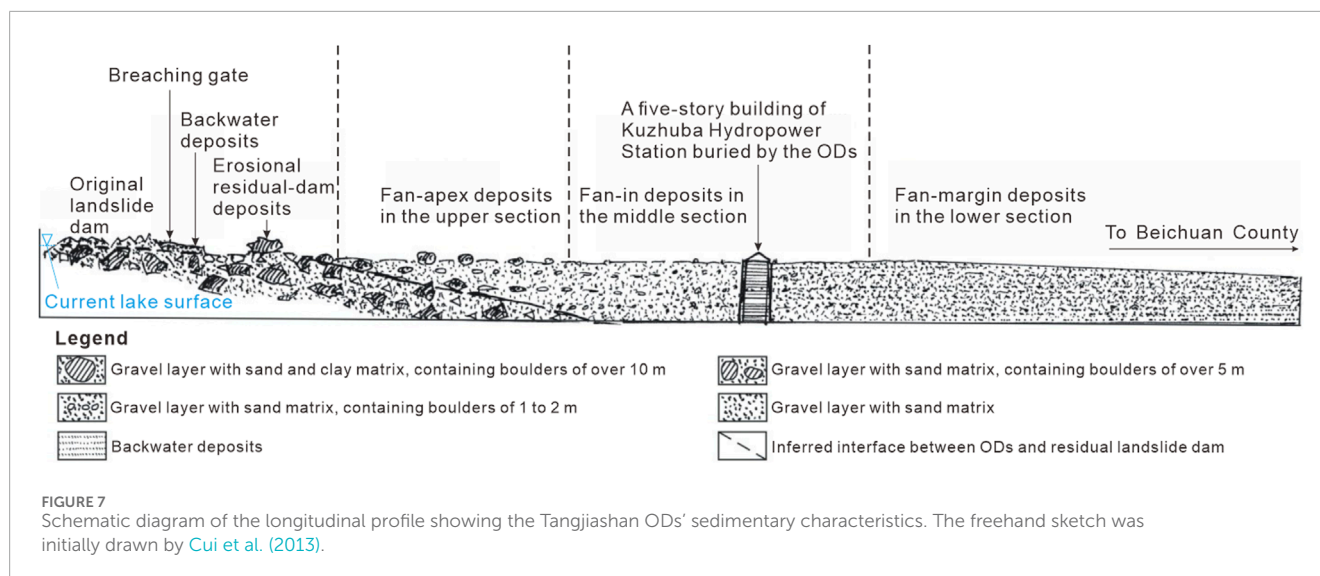 Breaching gate
Backwater
deposits
Erosional
residual-dam
deposits
Original
landslide
dam
Current lake surface
Fan-apex deposits
in the upper section
Fan-in deposits in
the middle section
A five-story building of
Kuzhuba Hydropower
Station buried by the ODs
Fan-margin deposits
in the lower section
To Beichuan County
Legend
Gravel layer with sand and clay matrix, containing boulders of over 10 m
Gravel layer with sand matrix, containing boulders of over 5 m
Gravel layer with sand matrix, containing boulders of 1 to 2 m
Gravel layer with sand matrix
Backwater deposits
Inferred interface between ODs and residual landslide dam
FIGURE 7
Schematic diagram of the longitudinal profile showing the Tangjiashan ODs' sedimentary characteristics. The freehand sketch was
initially drawn by Cui et al. (2013).